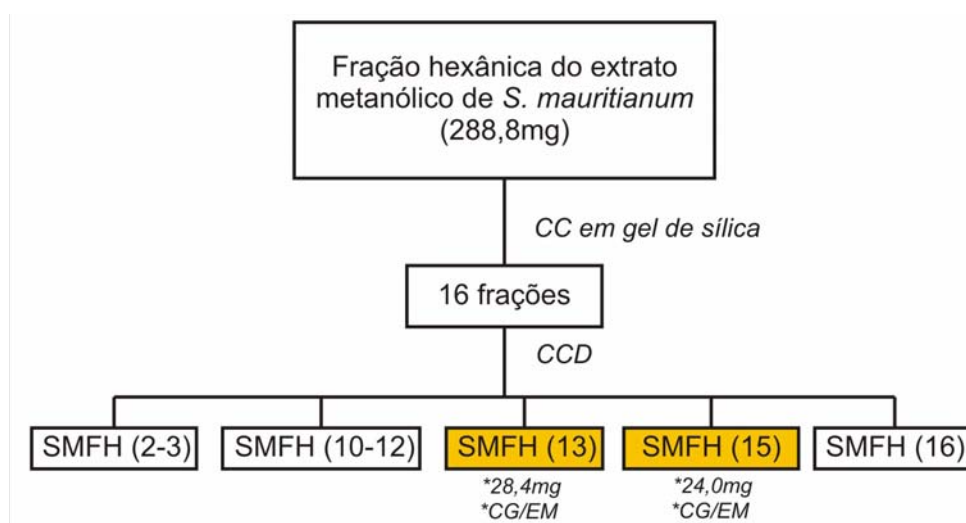 Fração hexânica do extrato
metanólico de S. mauritianum
(288,8mg)
CC em gel de sílica
16 frações
CCD
SMFH (2-3)
SMFH (10-12)
SMFH (13)
SMFH (15)
SMFH (16)
*28,4mg
*CG/EM
*24,0mg
*CG/EM